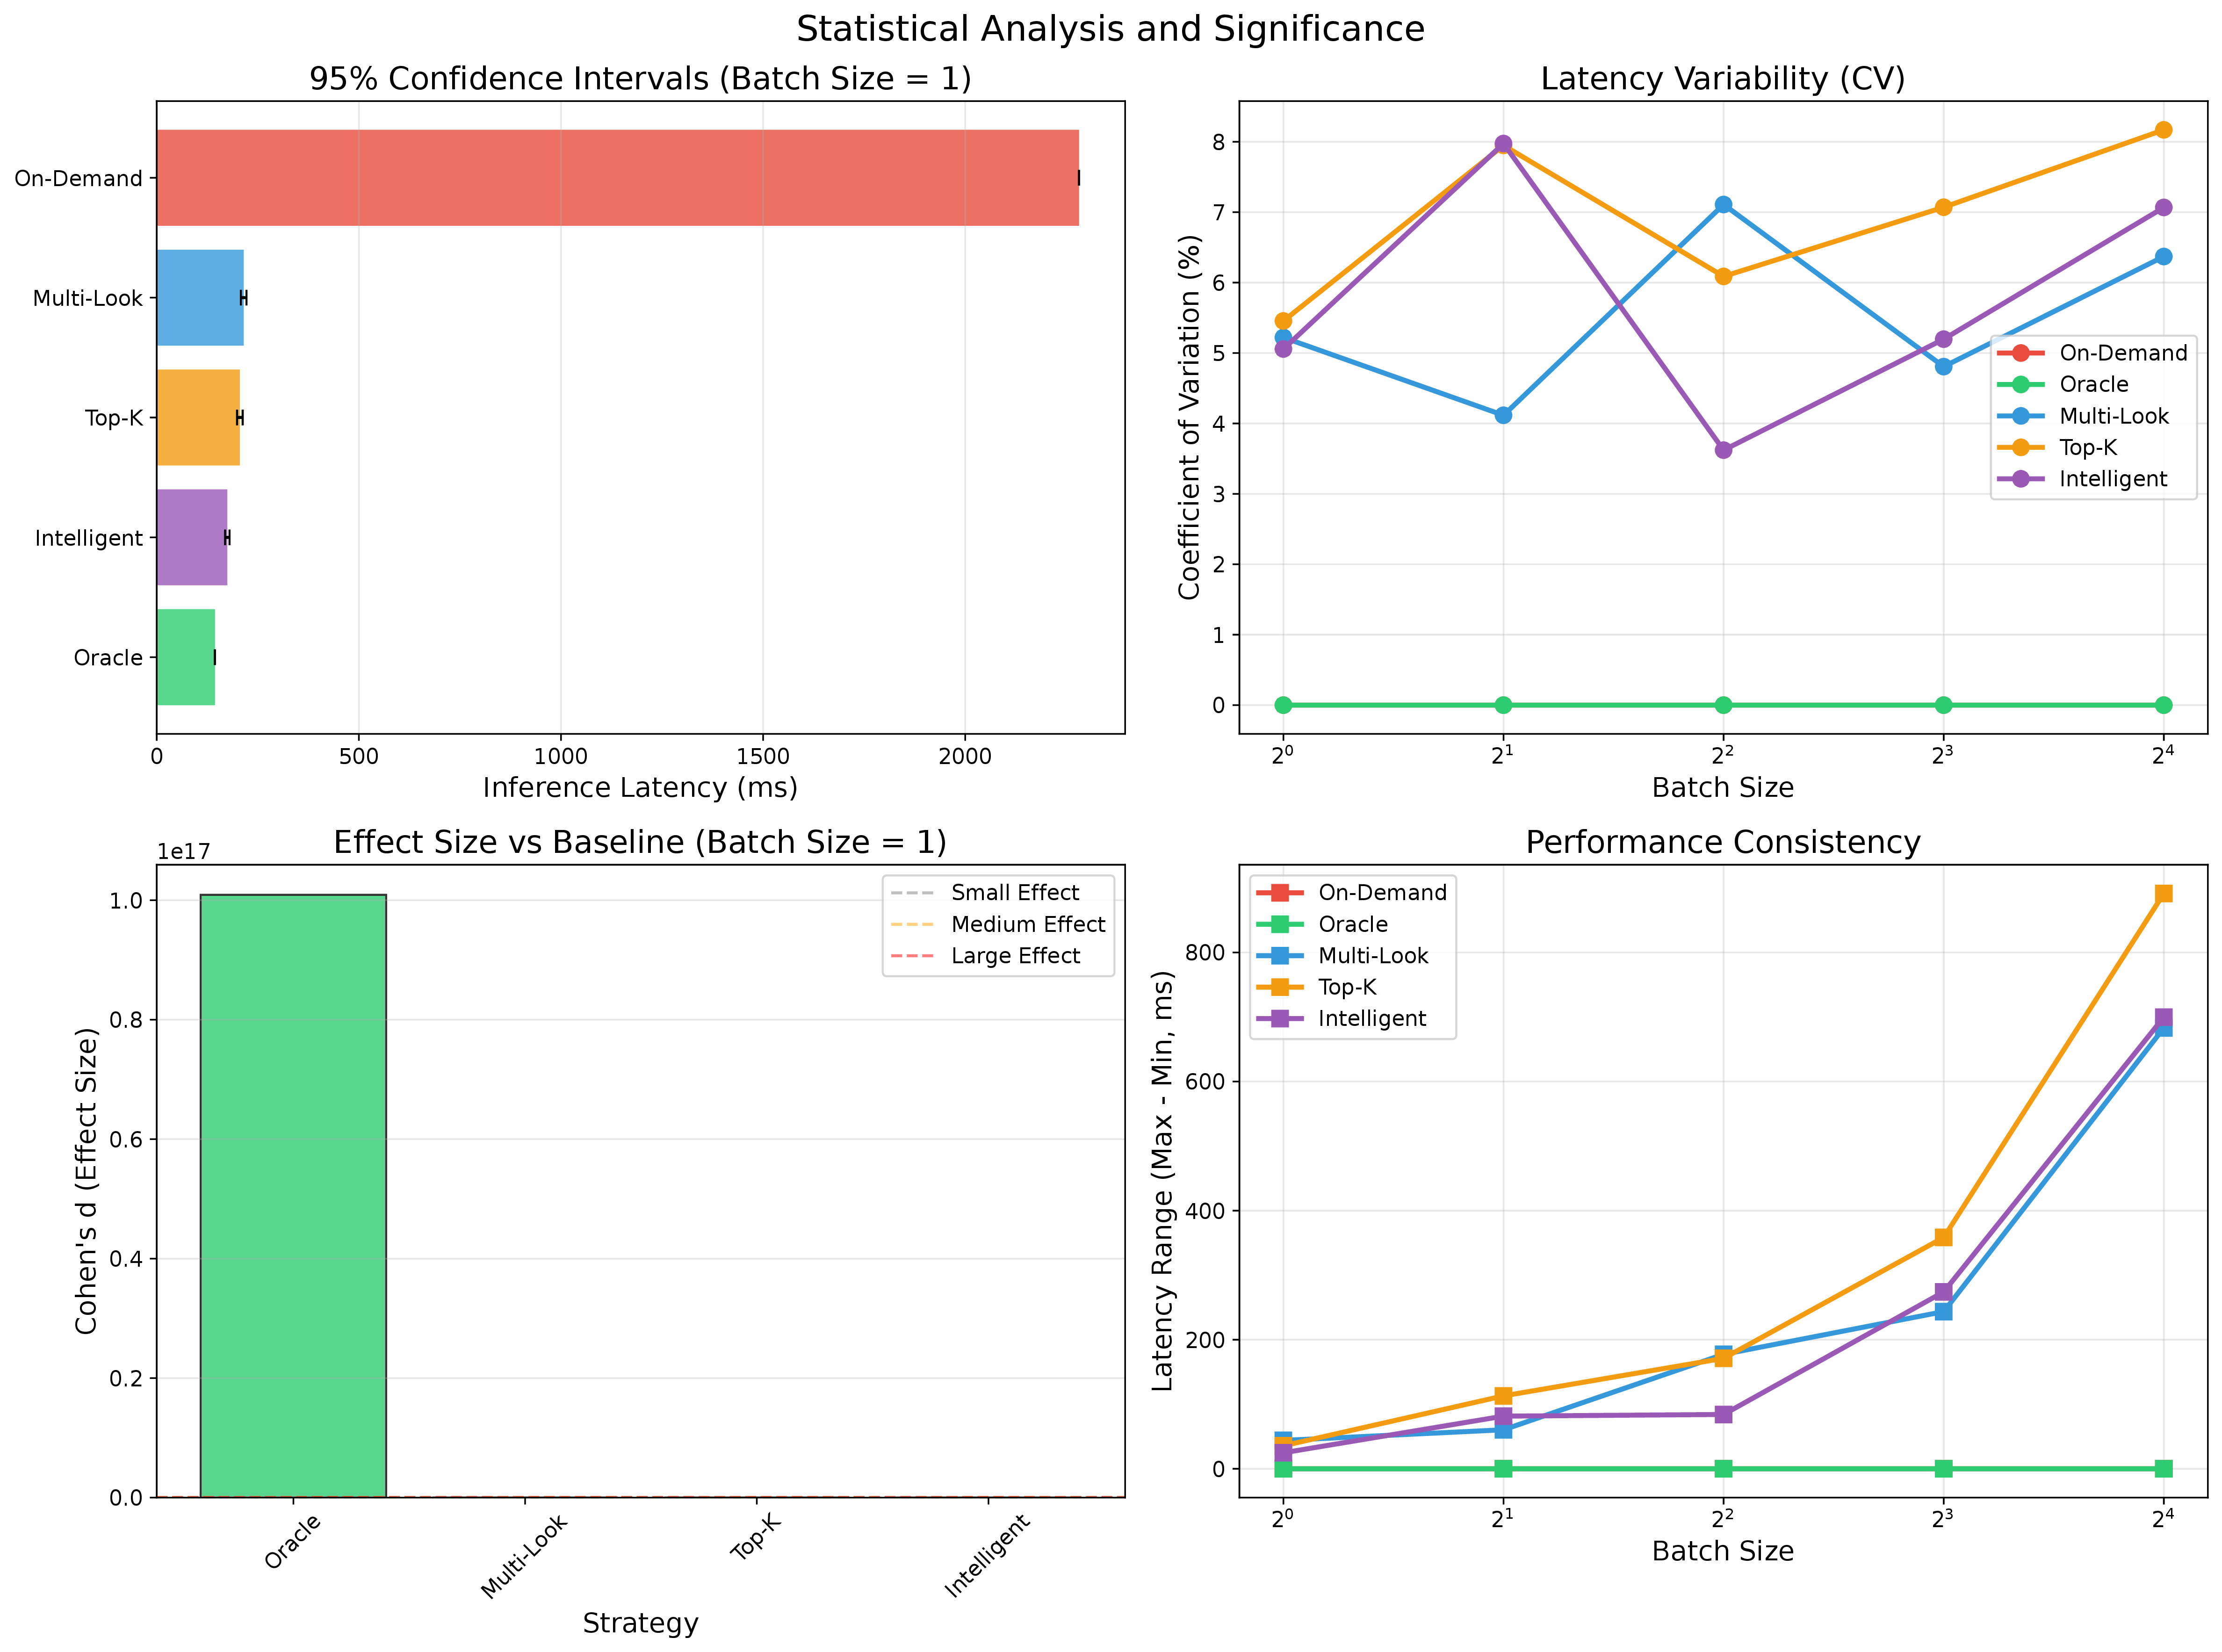 Statistical Analysis and Significance
95% Confidence Intervals (Batch Size = 1)
On-Demand
Multi-Look
Top-K
Intelligent
Oracle
0 500 1000 1500 2000
Inference Latency (ms)
Latency Variability (CV)
Coefficient of Variation (%)
8
7
6
5
4
3
2
1
0
On-Demand
Oracle
Multi-Look
Top-K
Intelligent
2⁰ 2¹ 2² 2³ 2⁴
Batch Size
Effect Size vs Baseline (Batch Size = 1)
1e17
Cohen's d (Effect Size)
1.0
0.8
0.6
0.4
0.2
0.0
Small Effect
Medium Effect
Large Effect
Oracle Multi-Look Top-K Intelligent
Strategy
Performance Consistency
Latency Range (Max - Min, ms)
800
600
400
200
0
On-Demand
Oracle
Multi-Look
Top-K
Intelligent
2⁰ 2¹ 2² 2³ 2⁴
Batch Size